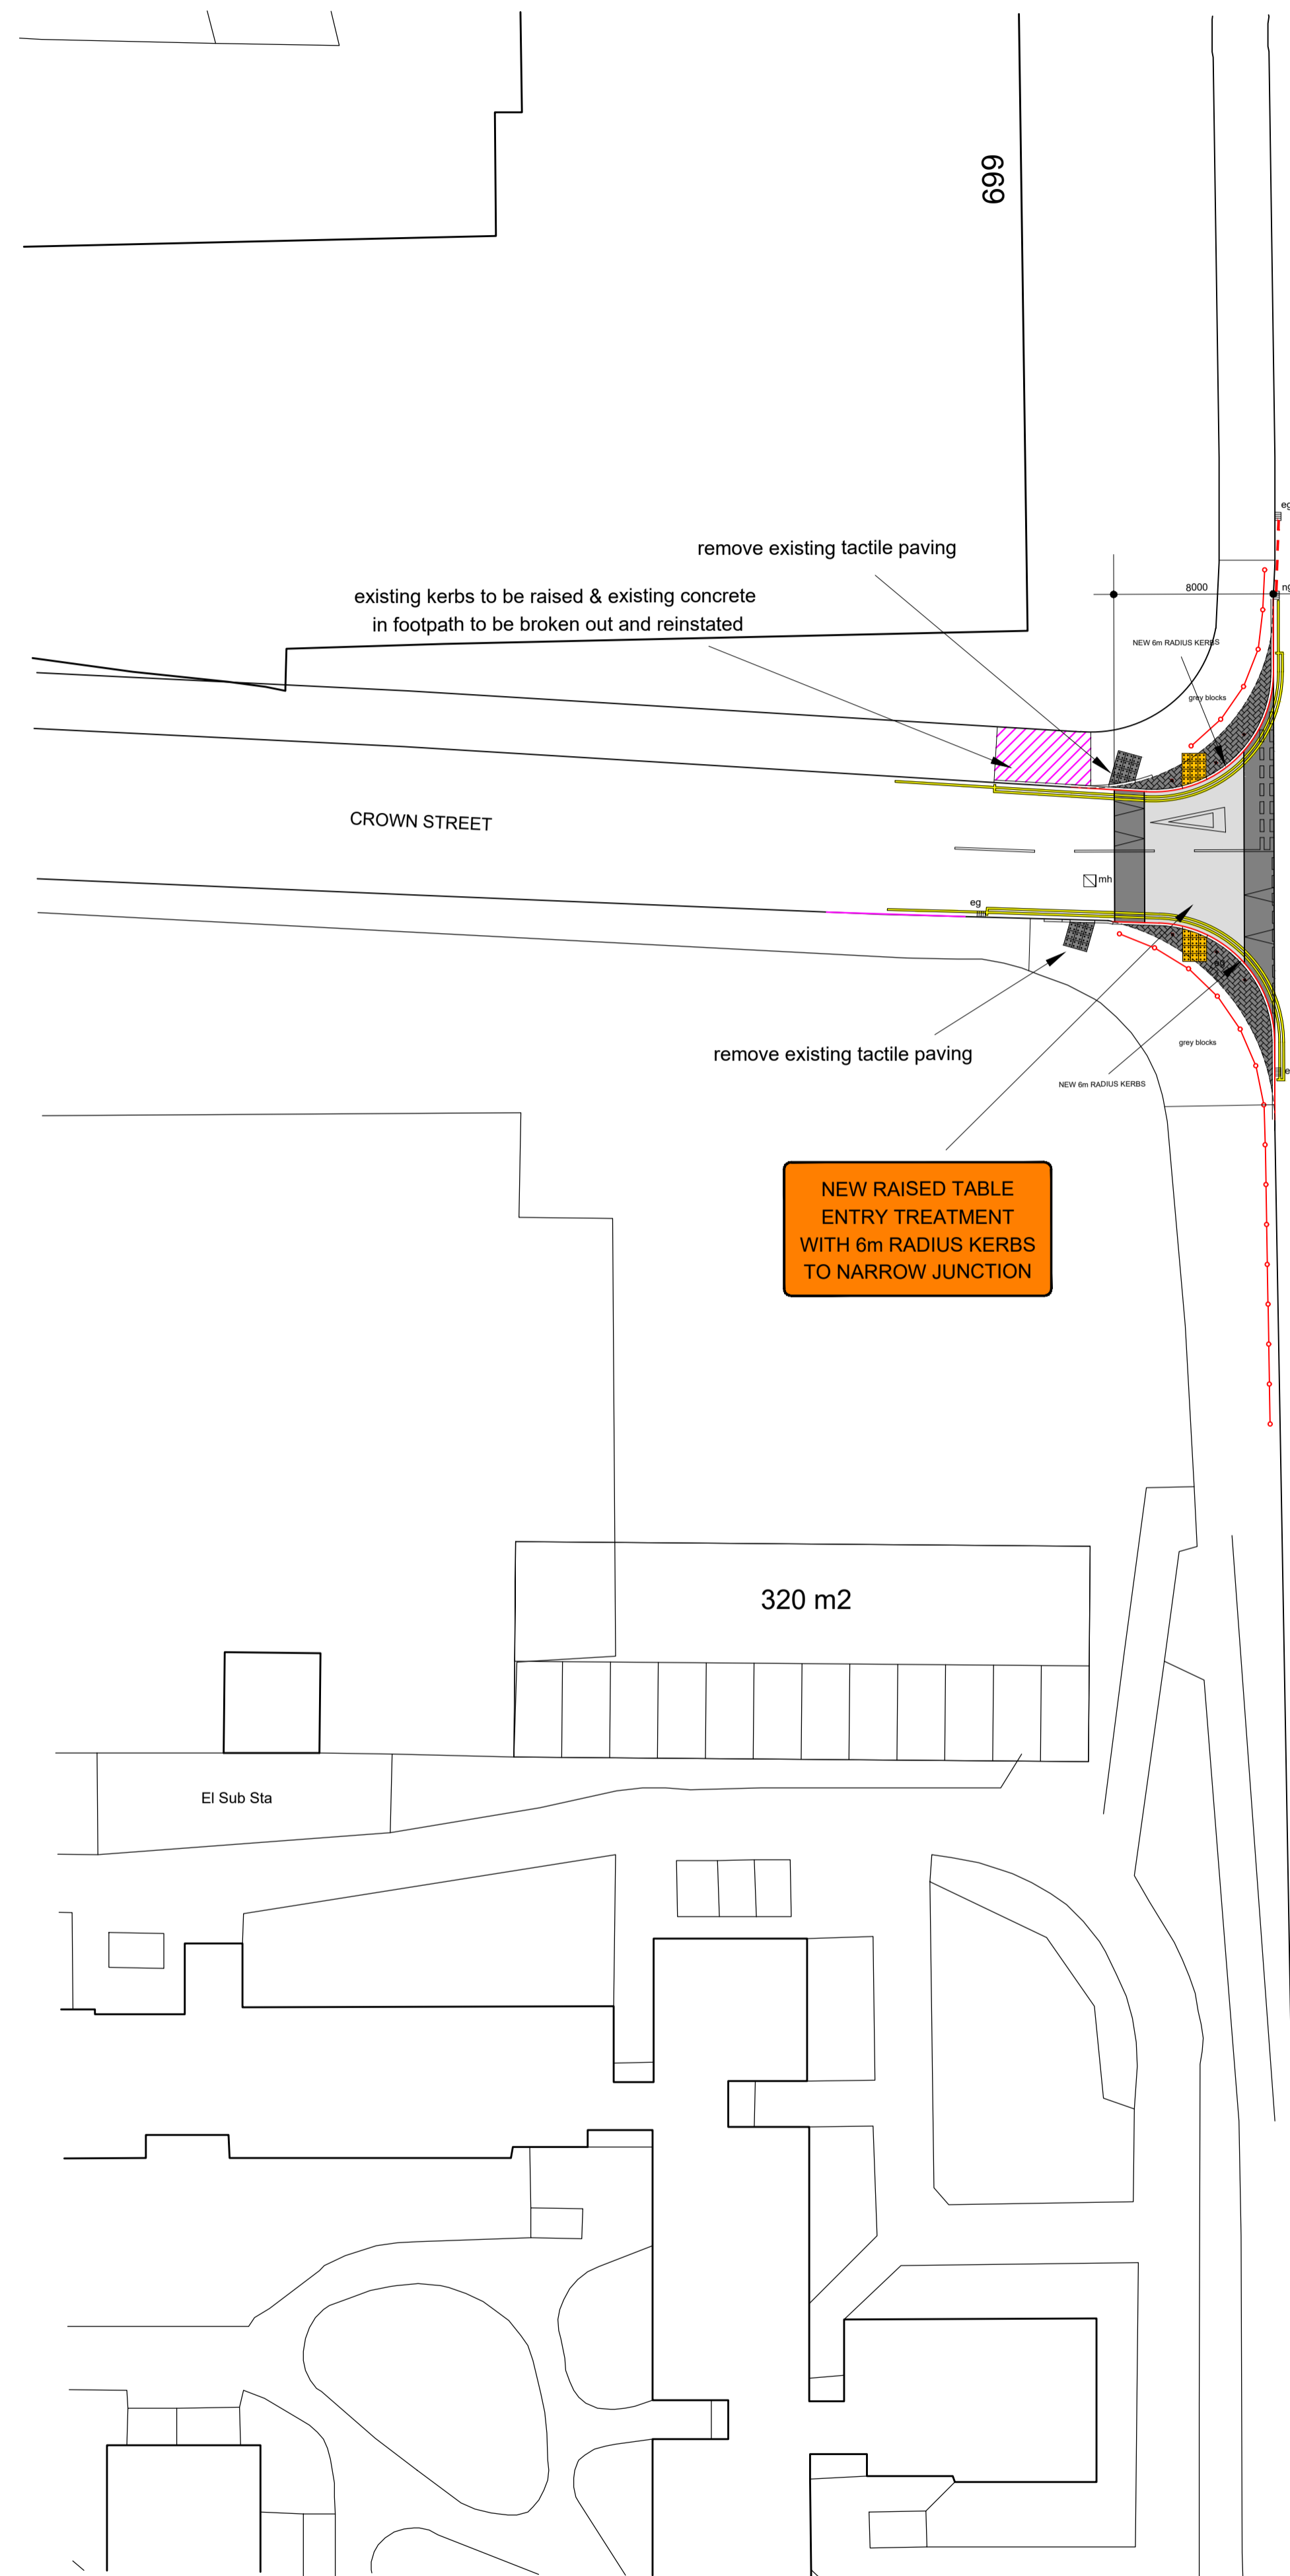 699
eg
remove existing tactile paving
8000
existing kerbs to be raised & existing concrete
in footpath to be broken out and reinstated
NEW 6m RADIUS KERBS
grey blocks
CROWN STREET
mh
eg
grey blocks
remove existing tactile paving
NEW 6m RADIUS KERBS
NEW RAISED TABLE
ENTRY TREATMENT
WITH 6m RADIUS KERBS
TO NARROW JUNCTION
320 m2
El Sub Sta